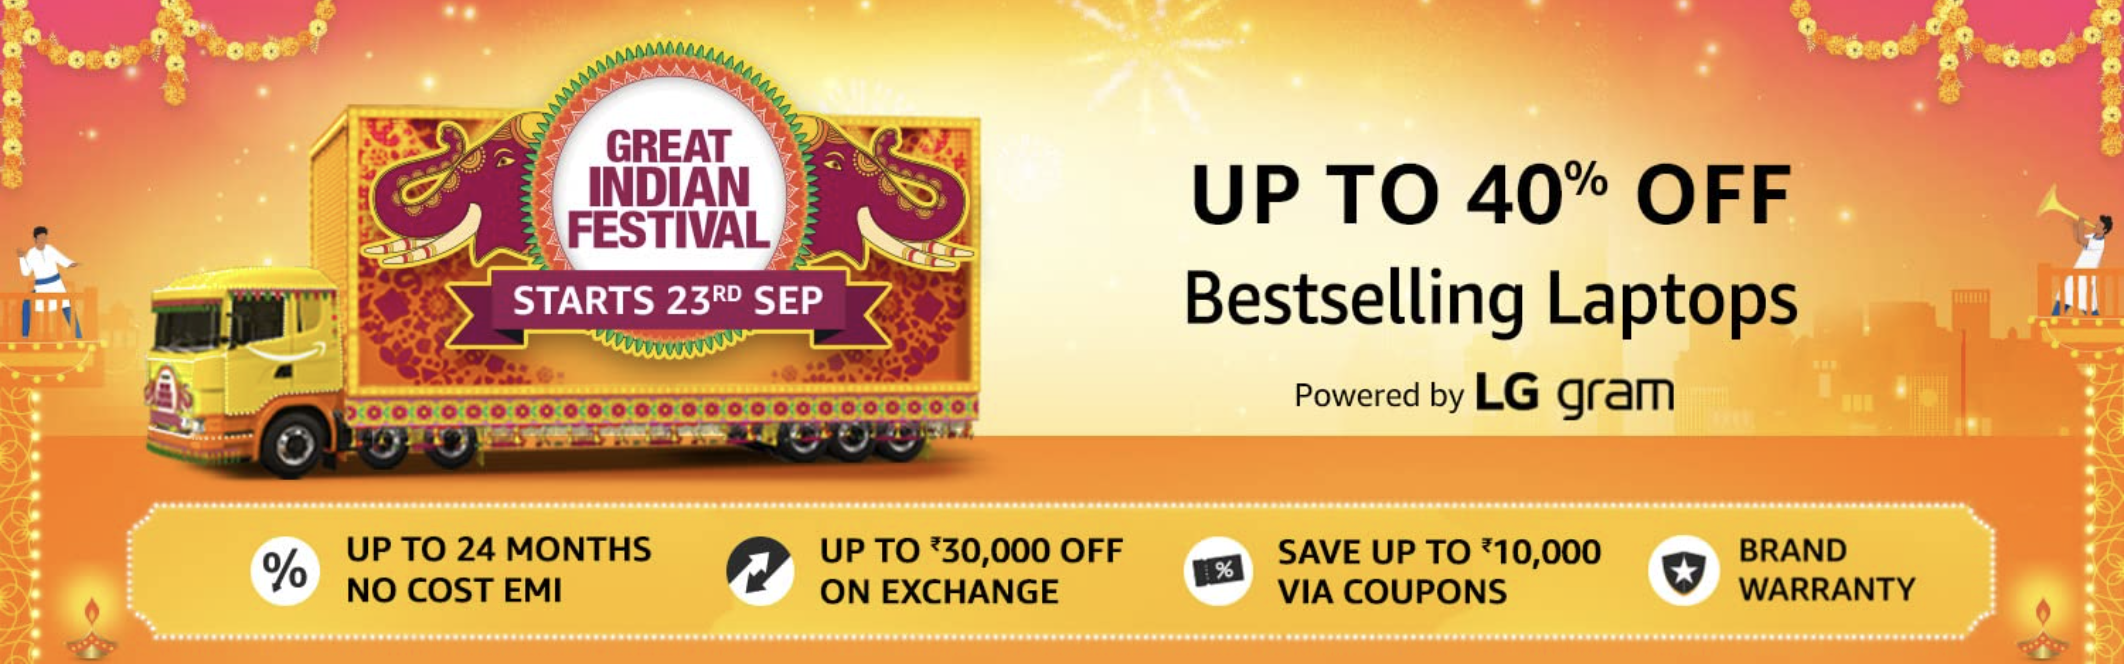 GREAT
INDIAN
FESTIVAL
STARTS 23RD SEP
UP TO 40% OFF
Bestselling Laptops
Powered by LG gram
UP TO 24 MONTHS
NO COST EMI
UP TO ₹30,000 OFF
ON EXCHANGE
SAVE UP TO ₹10,000
VIA COUPONS
BRAND
WARRANTY